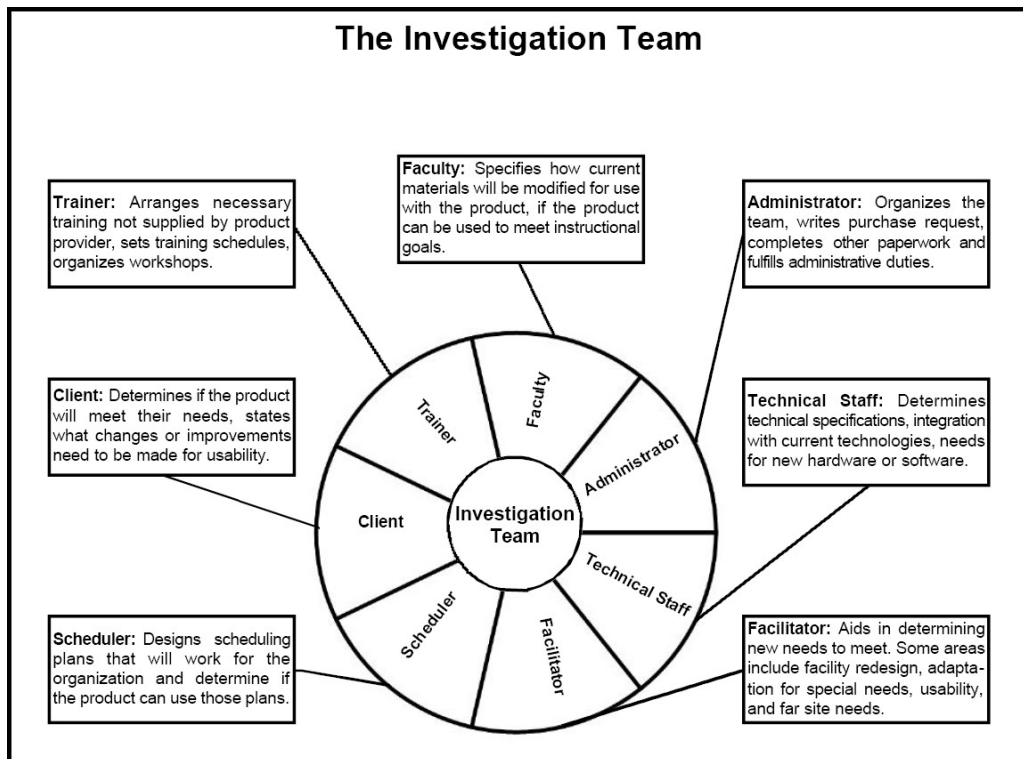 The Investigation Team
Faculty: Specifies how current
materials will be modified for use
with the product, if the product
can be used to meet instructional
goals.
Trainer: Arranges necessary
training not supplied by product
provider, sets training schedules,
organizes workshops.
Administrator: Organizes the
team, writes purchase request,
completes other paperwork and
fulfills administrative duties.
Client: Determines if the product
will meet their needs, states
what changes or improvements
need to be made for usability.
Technical Staff: Determines
technical specifications, integration
with current technologies, needs
for new hardware or software.
Scheduler: Designs scheduling
plans that will work for the
organization and determine if
the product can use those plans.
Facilitator: Aids in determining
new needs to meet. Some areas
include facility redesign, adapta-
tion for special needs, usability,
and far site needs.
Faculty
Trainer
Administrator
Client
Investigation
Team
Technical Staff
Scheduler
Facilitator